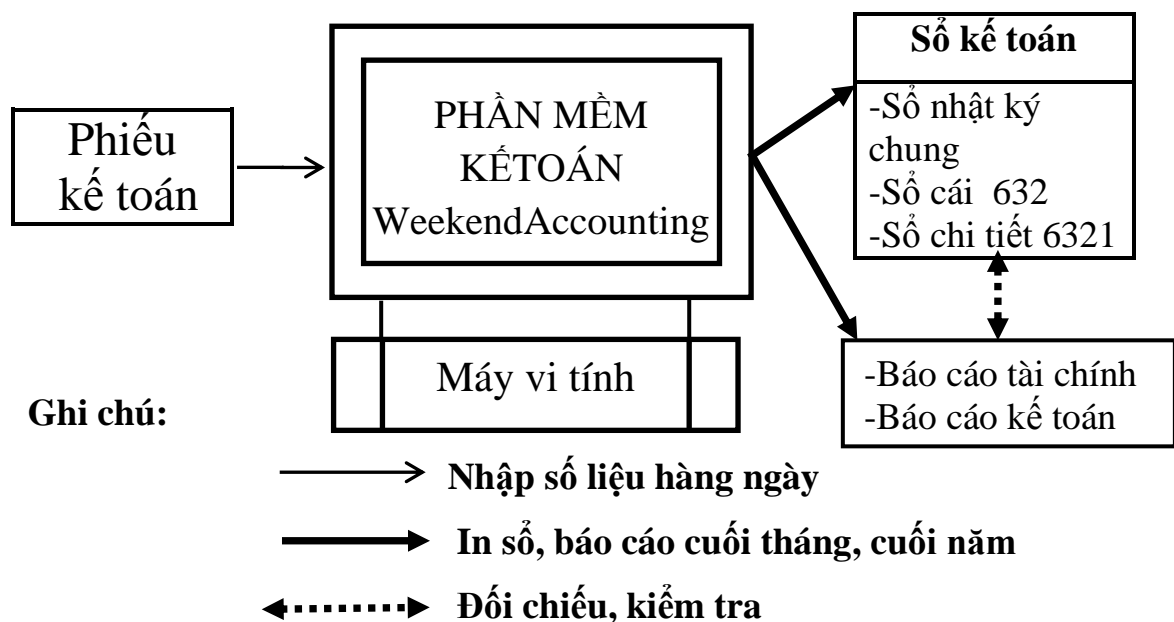 Phiếu
kế toán
PHẦN MỀM
KẾTOÁN
WeekendAccounting
Máy vi tính
Sổ kế toán
-Sổ nhật ký
chung
-Sổ cái 632
-Sổ chi tiết 6321
-Báo cáo tài chính
-Báo cáo kế toán
Ghi chú:
Nhập số liệu hàng ngày
In sổ, báo cáo cuối tháng, cuối năm
Đối chiếu, kiểm tra